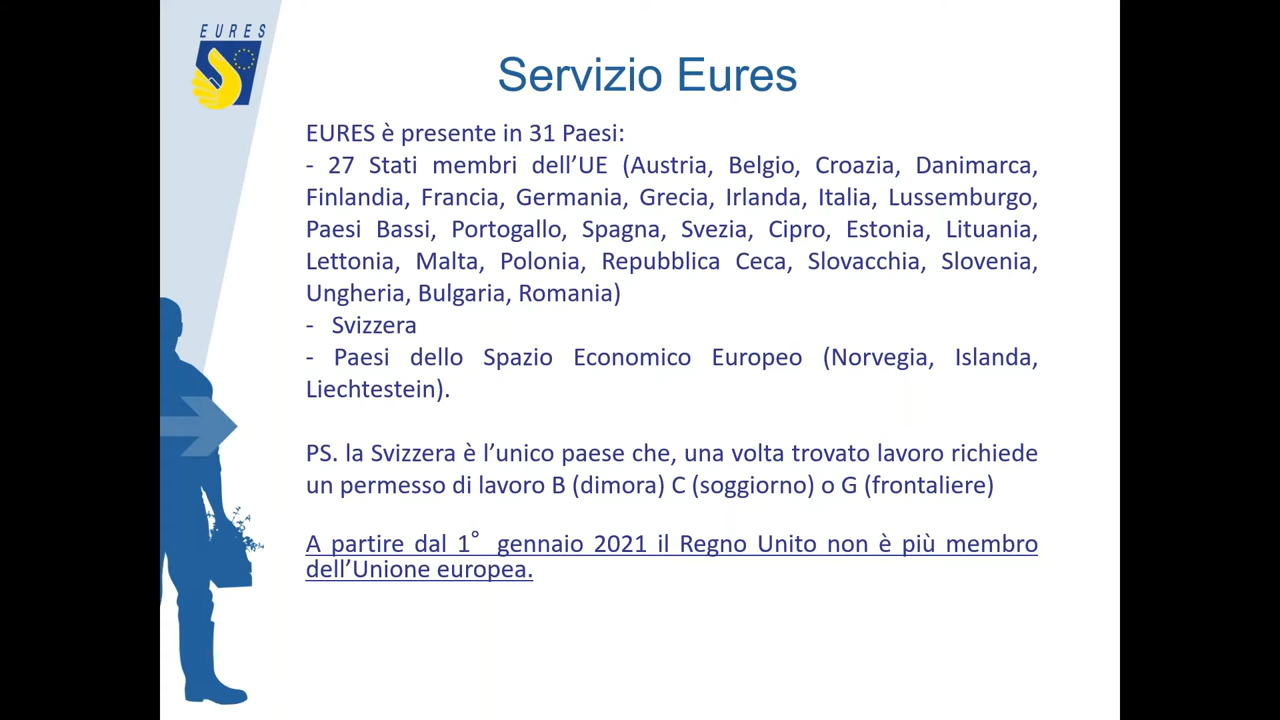 EURES
Servizio Eures
EURES è presente in 31 Paesi:
- 27 Stati membri dell’UE (Austria, Belgio, Croazia, Danimarca,
Finlandia, Francia, Germania, Grecia, Irlanda, Italia, Lussemburgo,
Paesi Bassi, Portogallo, Spagna, Svezia, Cipro, Estonia, Lituania,
Lettonia, Malta, Polonia, Repubblica Ceca, Slovacchia, Slovenia,
Ungheria, Bulgaria, Romania)
- Svizzera
- Paesi dello Spazio Economico Europeo (Norvegia, Islanda,
Liechtestein).
PS. la Svizzera è l’unico paese che, una volta trovato lavoro richiede
un permesso di lavoro B (dimora) C (soggiorno) o G (frontaliere)
A partire dal 1° gennaio 2021 il Regno Unito non è più membro
dell’Unione europea.